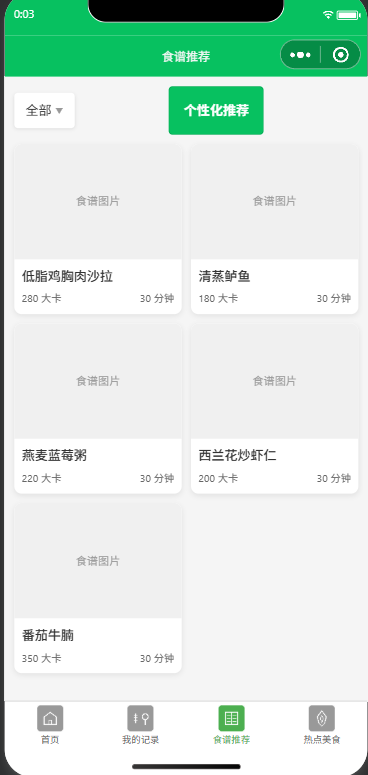 0:03
食谱推荐
全部
个性化推荐
食谱图片
食谱图片
低脂鸡胸肉沙拉
清蒸鲈鱼
280 大卡 30 分钟
180 大卡 30 分钟
食谱图片
食谱图片
燕麦蓝莓粥
西兰花炒虾仁
220 大卡 30 分钟
200 大卡 30 分钟
食谱图片
番茄牛腩
350 大卡 30 分钟
首页
我的记录
食谱推荐
热点美食